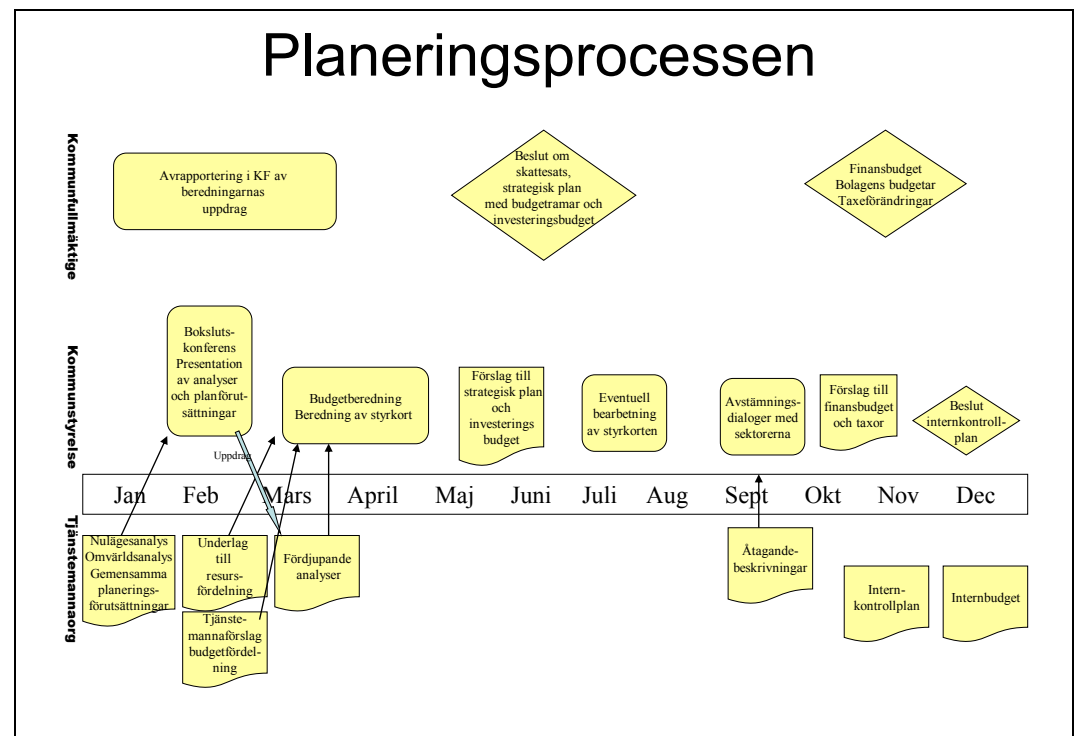 Planeringsprocessen
Kommunfullmäktige
Avrapportering i KF av
beredningarnas
uppdrag
Beslut om
skattesats,
strategisk plan
med budgetramar och
investeringsbudget
Finansbudget
Bolagens budgetar
Taxeförändringar
Kommunstyrelse
Bokslutskonferens
Presentation
av analyser
och planförut-
sättningar
Budgetberedning
Beredning av styrkort
Förslag till
strategisk plan
och
investerings
budget
Eventuell
bearbetning
av styrkorten
Avstämnings-
dialoger med
sektorerna
Förslag till
finansbudget
och taxor
Beslut
internkontroll-
plan
Uppdrag
Jan Feb Mars April Maj Juni Juli Aug Sept Okt Nov Dec
Tjänstemannaorg
Nulägesanalys
Omvärldsanalys
Gemensamma
planerings-
förutsättningar
Underlag
till
resurs-
fördelning
Fördjupande
analyser
Tjänste-
mannaförslag
budgetfördel-
ning
Åtagande-
beskrivningar
Intern-
kontrollplan
Internbudget